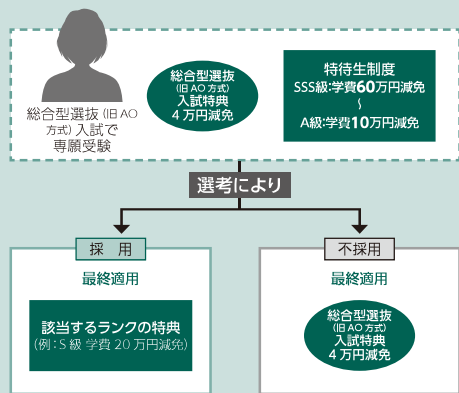 総合型選抜（旧AO
方式）入試で
専願受験
総合型選抜
（旧AO方式）
入試特典
4万円減免
特待生制度
SSS級:学費60万円減免
～
A級:学費10万円減免
選考により
採　用
最終適用
該当するランクの特典
（例：S級 学費20万円減免）
不採用
最終適用
総合型選抜
（旧AO方式）
入試特典
4万円減免